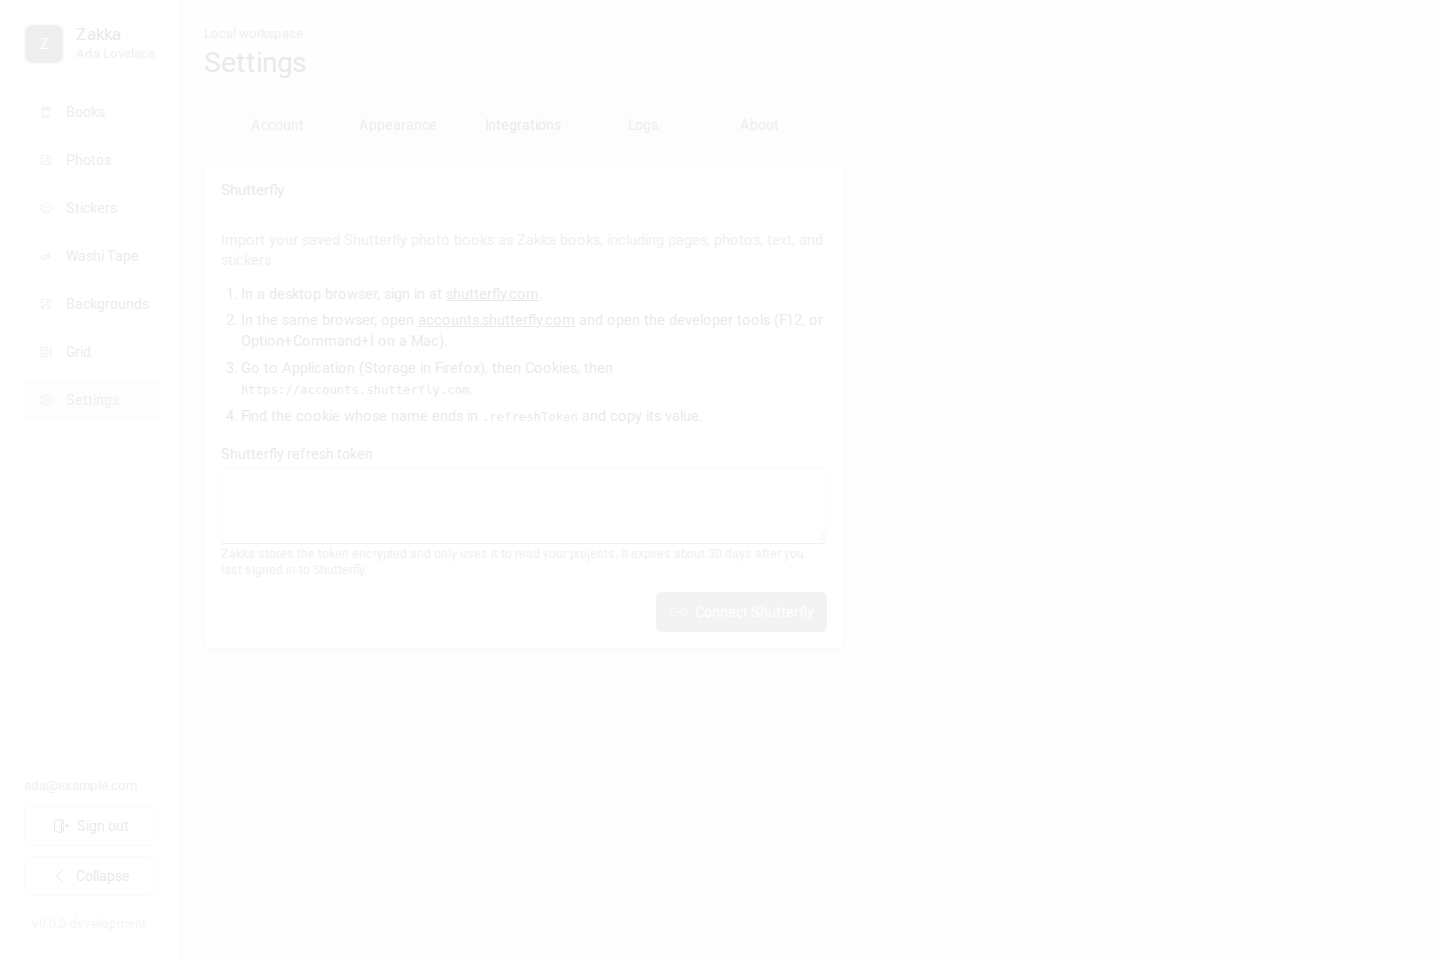 Z
Zakka
Ada Lovelace
Books
Photos
Stickers
Washi Tape
Backgrounds
Grid
Settings
ada@example.com
Sign out
Collapse
v0.0.0-development
Local workspace
Settings
Account
Appearance
Integrations
Logs
About
Shutterfly
Import your saved Shutterfly photo books as Zakka books, including pages, photos, text, and
stickers.
1. In a desktop browser, sign in at shutterfly.com.
2. In the same browser, open accounts.shutterfly.com and open the developer tools (F12, or
Option+Command+I on a Mac).
3. Go to Application (Storage in Firefox), then Cookies, then
https://accounts.shutterfly.com.
4. Find the cookie whose name ends in .refreshToken and copy its value.
Shutterfly refresh token
Zakka stores the token encrypted and only uses it to read your projects. It expires about 30 days after you
last signed in to Shutterfly.
Connect Shutterfly